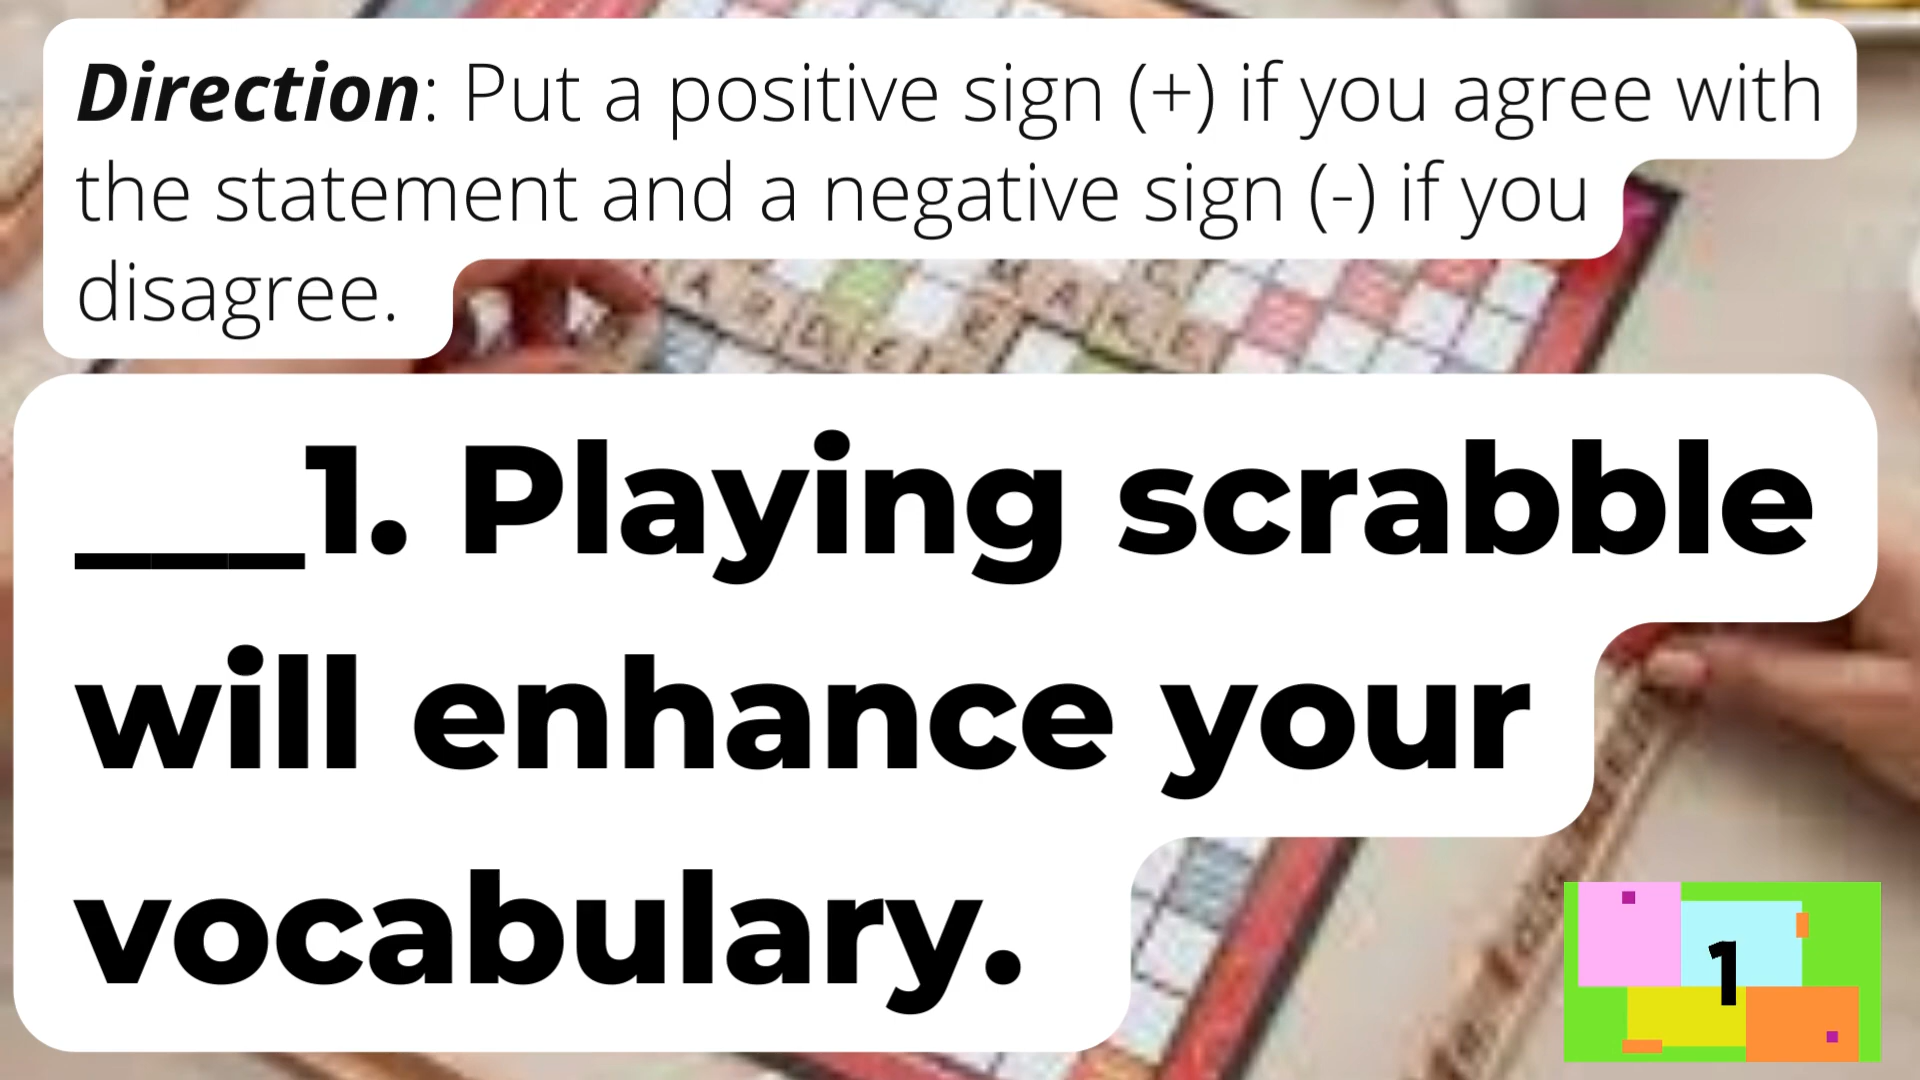 Direction: Put a positive sign (+) if you agree with
the statement and a negative sign (-) if you
disagree.
___1. Playing scrabble
will enhance your
vocabulary.
1